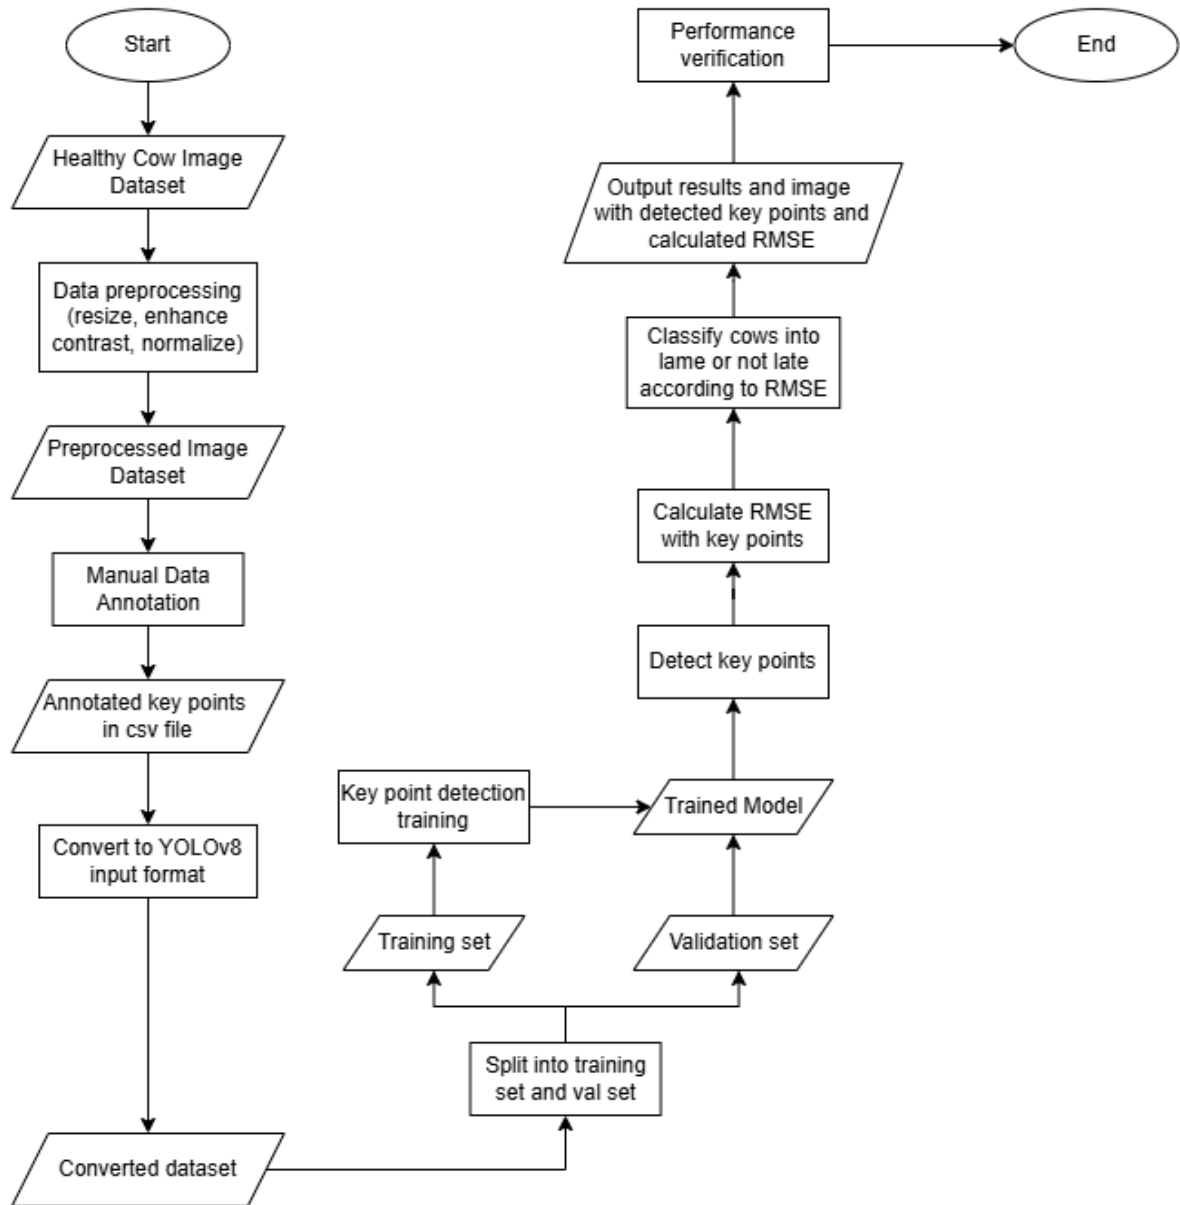 Start
Healthy Cow Image
Dataset
Data preprocessing
(resize, enhance
contrast, normalize)
Preprocessed Image
Dataset
Manual Data
Annotation
Annotated key points
in csv file
Convert to YOLOv8
input format
Converted dataset
Split into training
set and val set
Training set
Validation set
Key point detection
training
Trained Model
Detect key points
Calculate RMSE
with key points
Classify cows into
lame or not late
according to RMSE
Output results and image
with detected key points and
calculated RMSE
Performance
verification
End